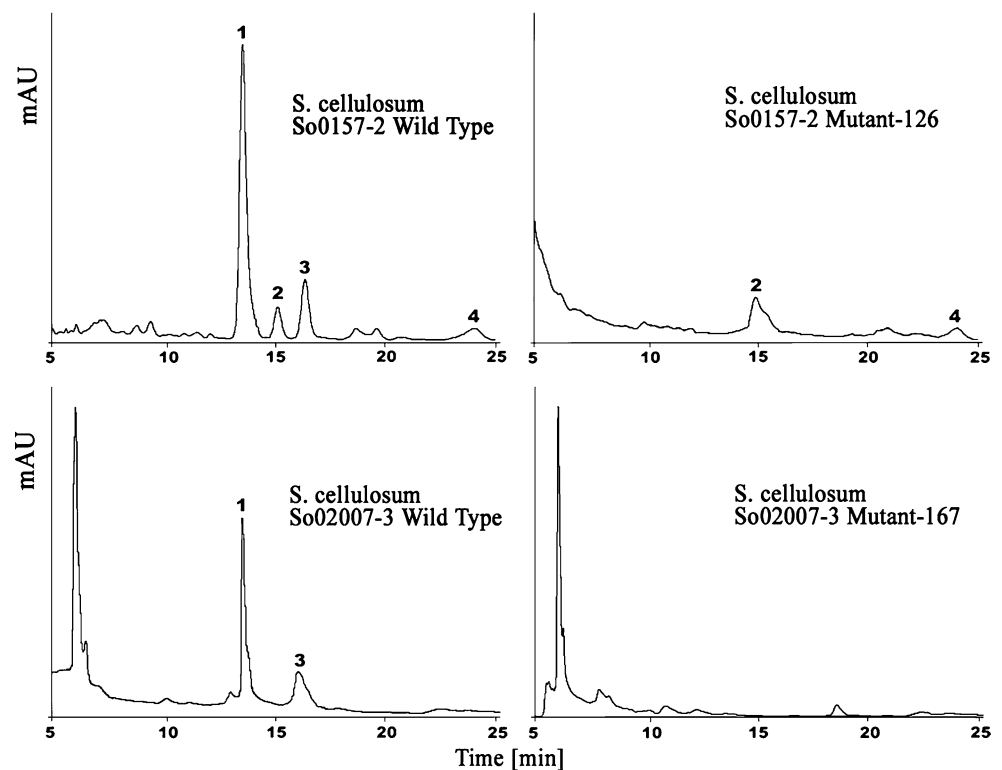 mAU
1
2
3
4
S. cellulosum
So0157-2 Wild Type
5 10 15 20 25
2
4
S. cellulosum
So0157-2 Mutant-126
5 10 15 20 25
mAU
1
3
S. cellulosum
So02007-3 Wild Type
5 10 15 20 25
S. cellulosum
So02007-3 Mutant-167
5 10 15 20 25
Time [min]